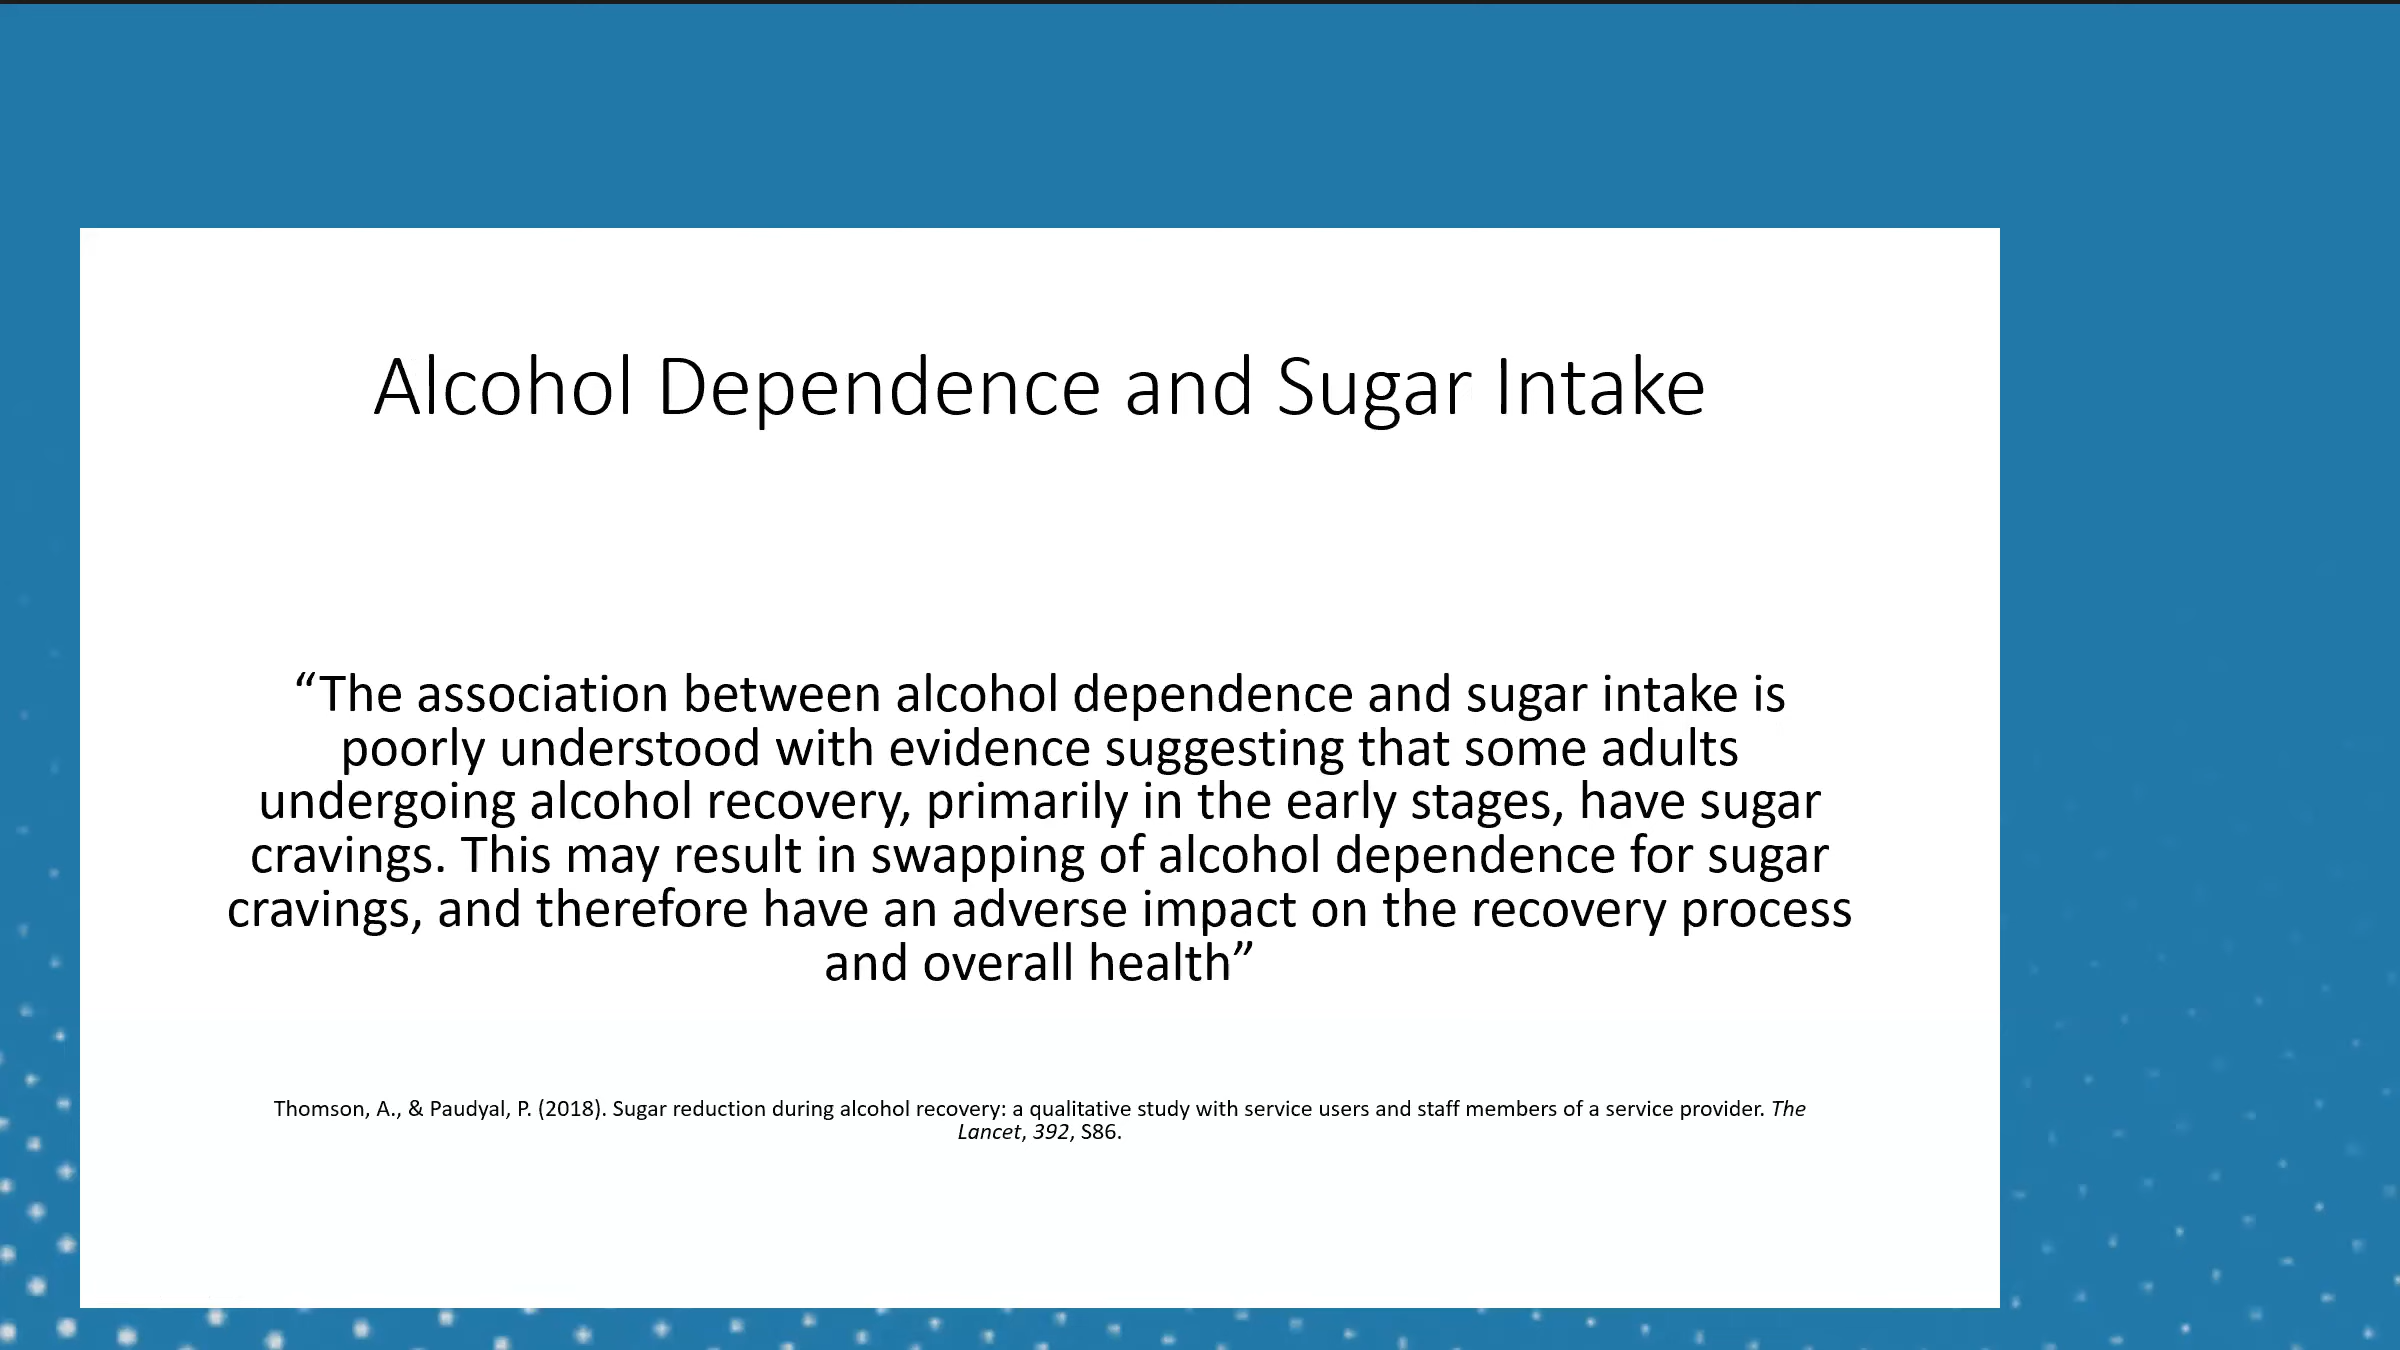 Alcohol Dependence and Sugar Intake
“The association between alcohol dependence and sugar intake is
poorly understood with evidence suggesting that some adults
undergoing alcohol recovery, primarily in the early stages, have sugar
cravings. This may result in swapping of alcohol dependence for sugar
cravings, and therefore have an adverse impact on the recovery process
and overall health”
Thomson, A., & Paudyal, P. (2018). Sugar reduction during alcohol recovery: a qualitative study with service users and staff members of a service provider. The
Lancet, 392, S86.